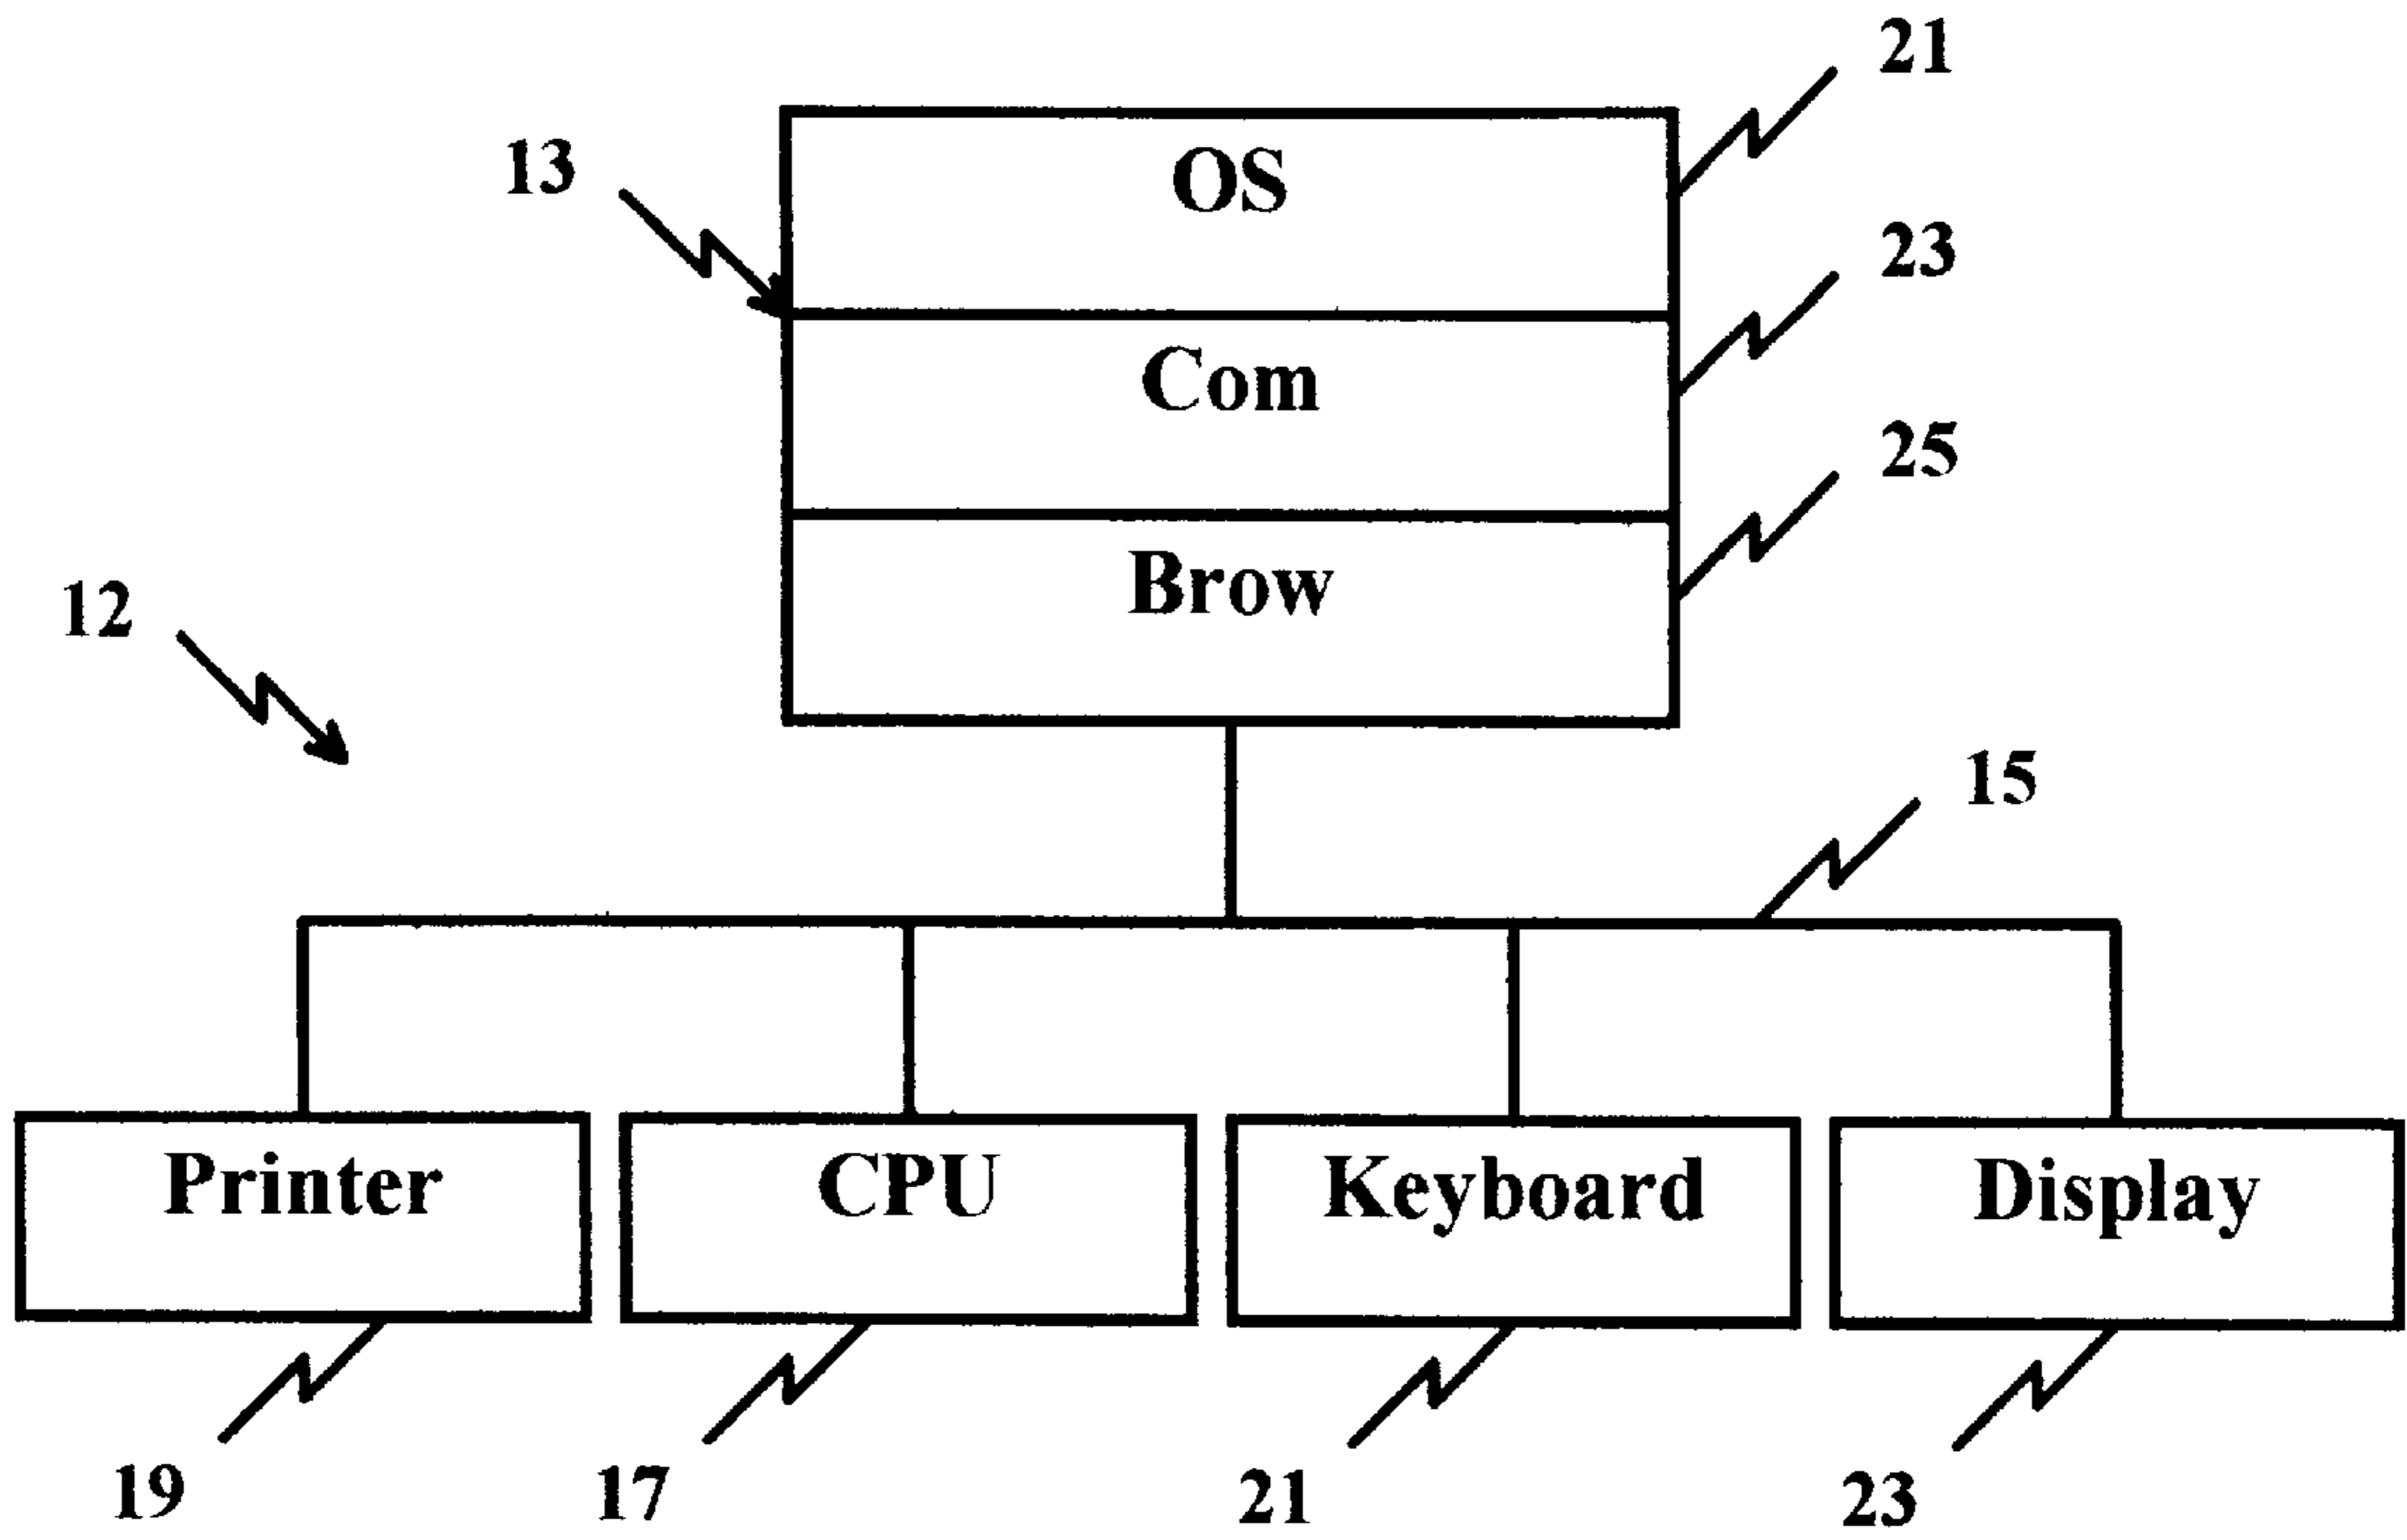 21
13
OS
23
Com
25
Brow
12
15
Printer
CPU
Keyboard
Display
19
17
21
23